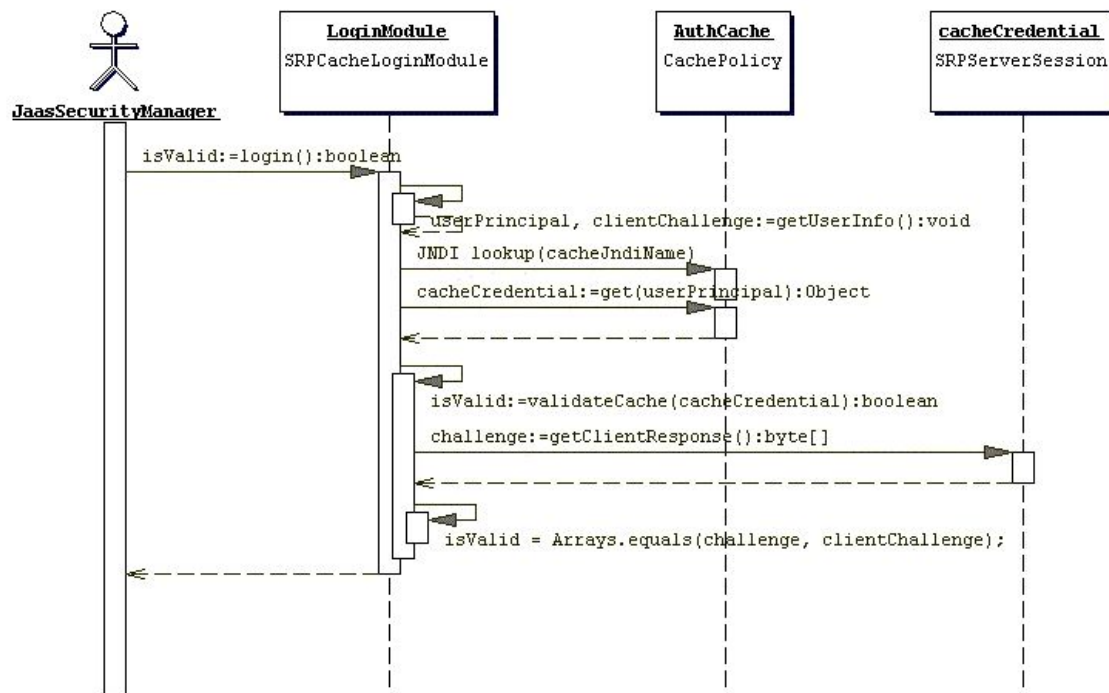 LoginModule
SRPCacheLoginModule
AuthCache
CachePolicy
cacheCredential
SRPServerSession
JaasSecurityManager
isValid:=login():boolean
userPrincipal, clientChallenge:=getUserInfo():void
JNDI lookup(cacheJndiName)
cacheCredential:=get(userPrincipal):Object
isValid:=validateCache(cacheCredential):boolean
challenge:=getClientResponse():byte[]
isValid = Arrays.equals(challenge, clientChallenge);